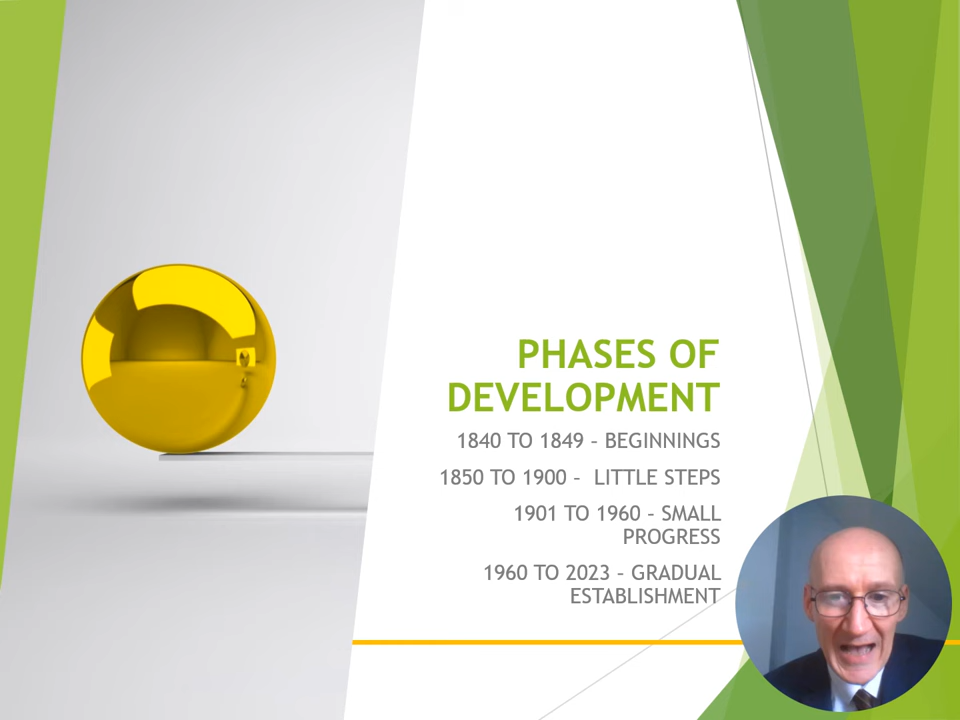 PHASES OF
DEVELOPMENT
1840 TO 1849 – BEGINNINGS
1850 TO 1900 –  LITTLE STEPS
1901 TO 1960 – SMALL
PROGRESS
1960 TO 2023 – GRADUAL
ESTABLISHMENT